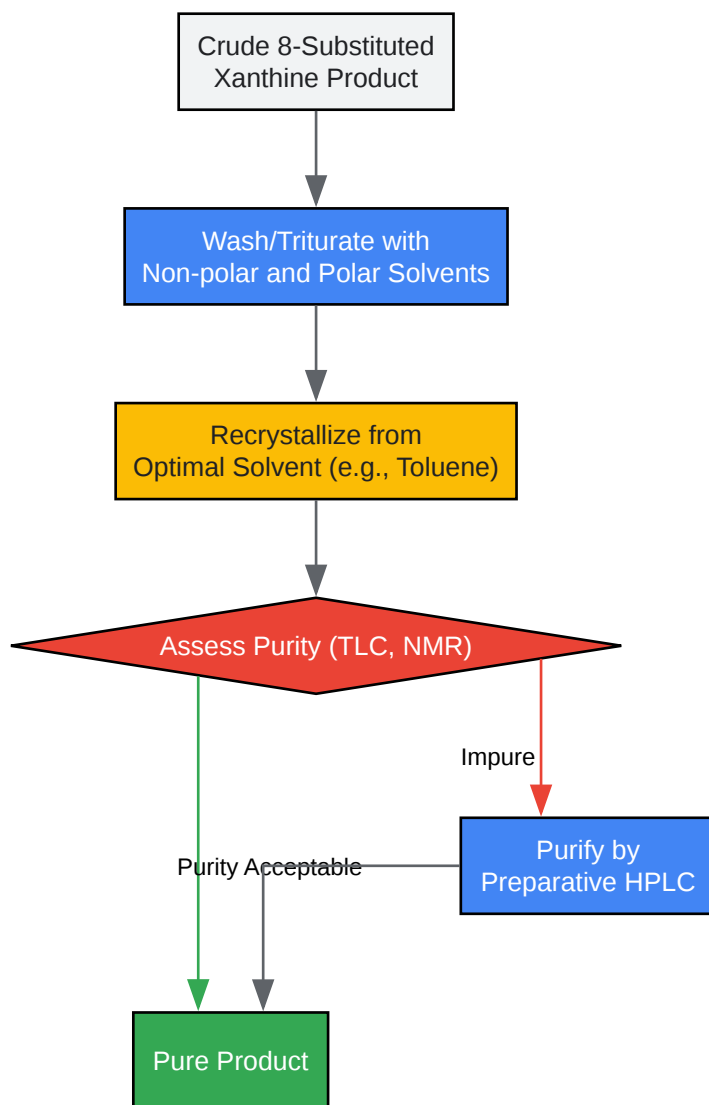 Crude 8-Substituted
Xanthine Product
Wash/Triturate with
Non-polar and Polar Solvents
Recrystallize from
Optimal Solvent (e.g., Toluene)
Assess Purity (TLC, NMR)
Impure
Purify by
Preparative HPLC
Purity Acceptable
Pure Product